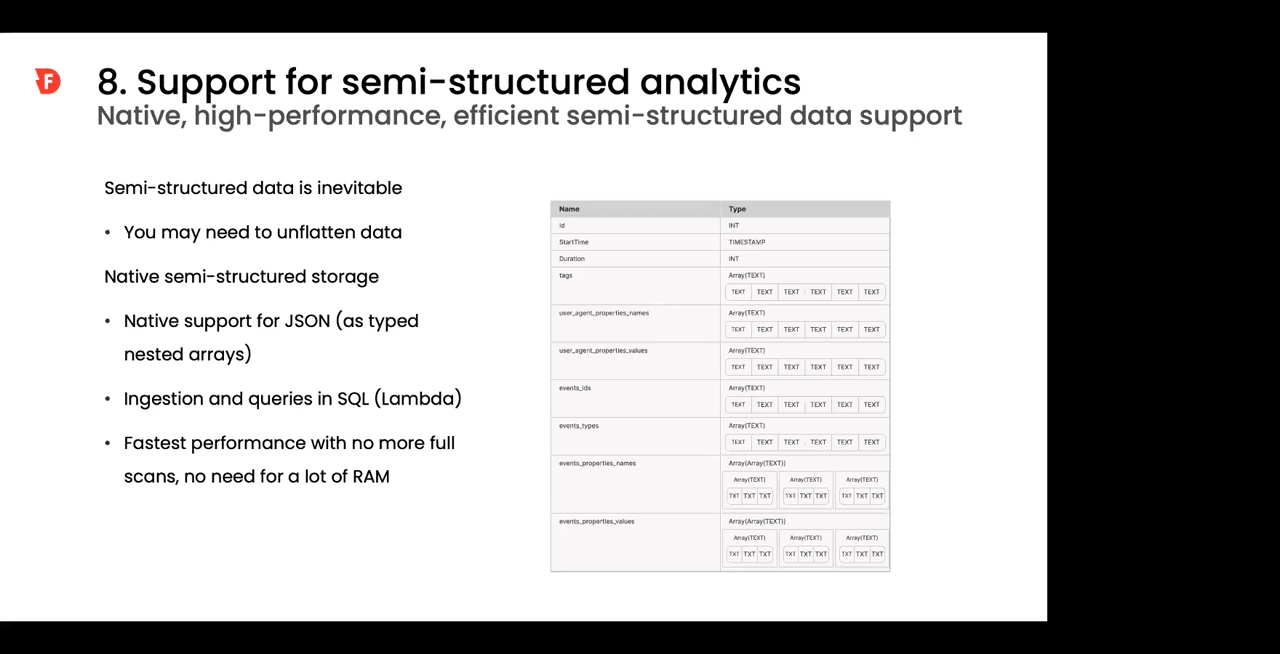 F
8. Support for semi-structured analytics
Native, high-performance, efficient semi-structured data support
Semi-structured data is inevitable
• You may need to unflatten data
Native semi-structured storage
• Native support for JSON (as typed
nested arrays)
• Ingestion and queries in SQL (Lambda)
• Fastest performance with no more full
scans, no need for a lot of RAM
Name Type
Id INT
StartTime TIMESTAMP
Duration INT
tags Array(TEXT)
TEXT TEXT TEXT TEXT TEXT TEXT
user_agent_properties_names Array(TEXT)
TEXT TEXT TEXT TEXT TEXT TEXT
user_agent_properties_values Array(TEXT)
TEXT TEXT TEXT TEXT TEXT TEXT
events_ids Array(TEXT)
TEXT TEXT TEXT TEXT TEXT TEXT
events_types Array(TEXT)
TEXT TEXT TEXT TEXT TEXT TEXT
events_properties_names Array(Array(TEXT))
Array(TEXT) Array(TEXT) Array(TEXT)
TXT TXT TXT TXT TXT TXT TXT TXT TXT
events_properties_values Array(Array(TEXT))
Array(TEXT) Array(TEXT) Array(TEXT)
TXT TXT TXT TXT TXT TXT TXT TXT TXT